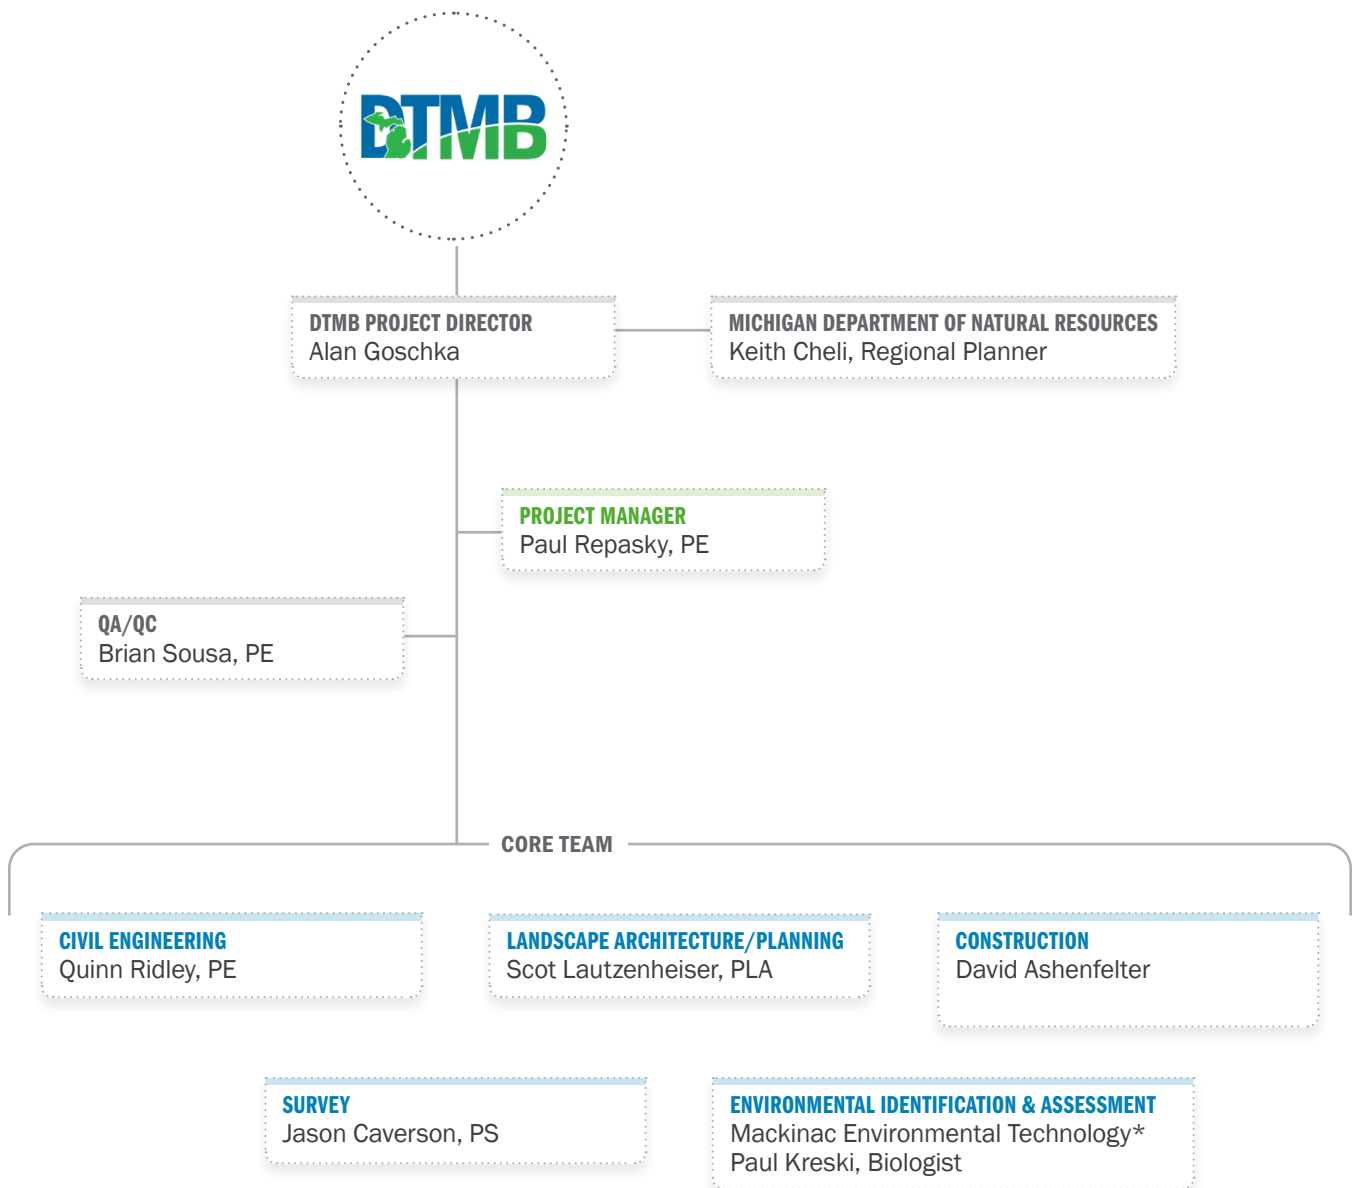 DTMB
DTMB PROJECT DIRECTOR
Alan Goschka
MICHIGAN DEPARTMENT OF NATURAL RESOURCES
Keith Cheli, Regional Planner
PROJECT MANAGER
Paul Repasky, PE
QA/QC
Brian Sousa, PE
CORE TEAM
CIVIL ENGINEERING
Quinn Ridley, PE
LANDSCAPE ARCHITECTURE/PLANNING
Scot Lautzenheiser, PLA
CONSTRUCTION
David Ashenfelter
SURVEY
Jason Caverson, PS
ENVIRONMENTAL IDENTIFICATION & ASSESSMENT
Mackinac Environmental Technology*
Paul Kreski, Biologist